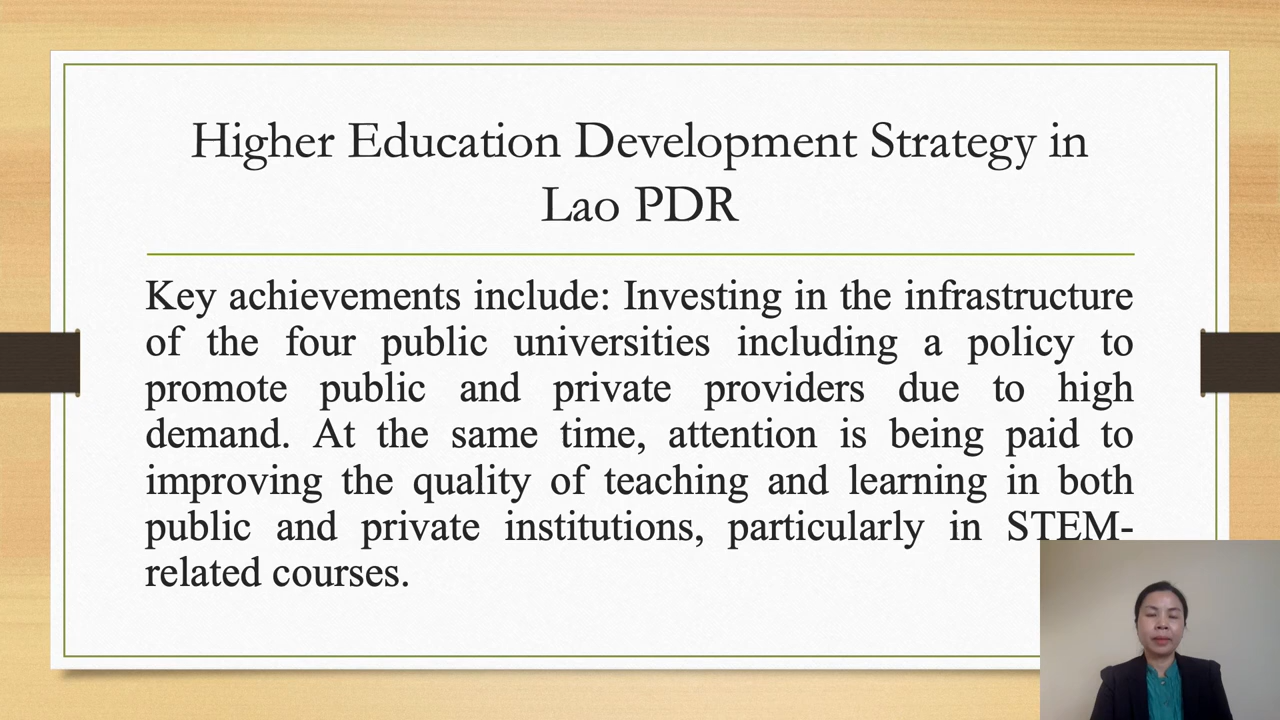 Higher Education Development Strategy in
Lao PDR
Key achievements include: Investing in the infrastructure
of the four public universities including a policy to
promote public and private providers due to high
demand. At the same time, attention is being paid to
improving the quality of teaching and learning in both
public and private institutions, particularly in STEM-
related courses.